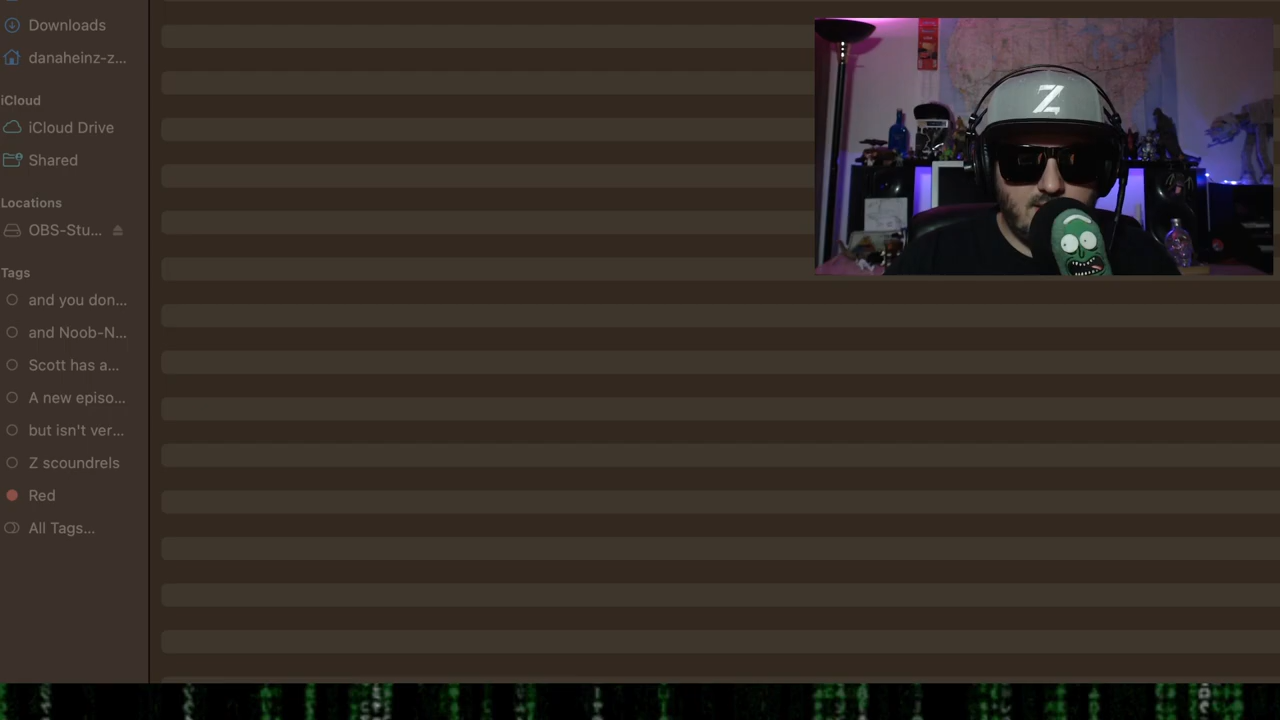 Downloads
danaheinz-z...
iCloud
iCloud Drive
Shared
Locations
OBS-Stu...
Tags
and you don...
and Noob-N...
Scott has a...
A new episo...
but isn't ver...
Z scoundrels
Red
All Tags...
Z